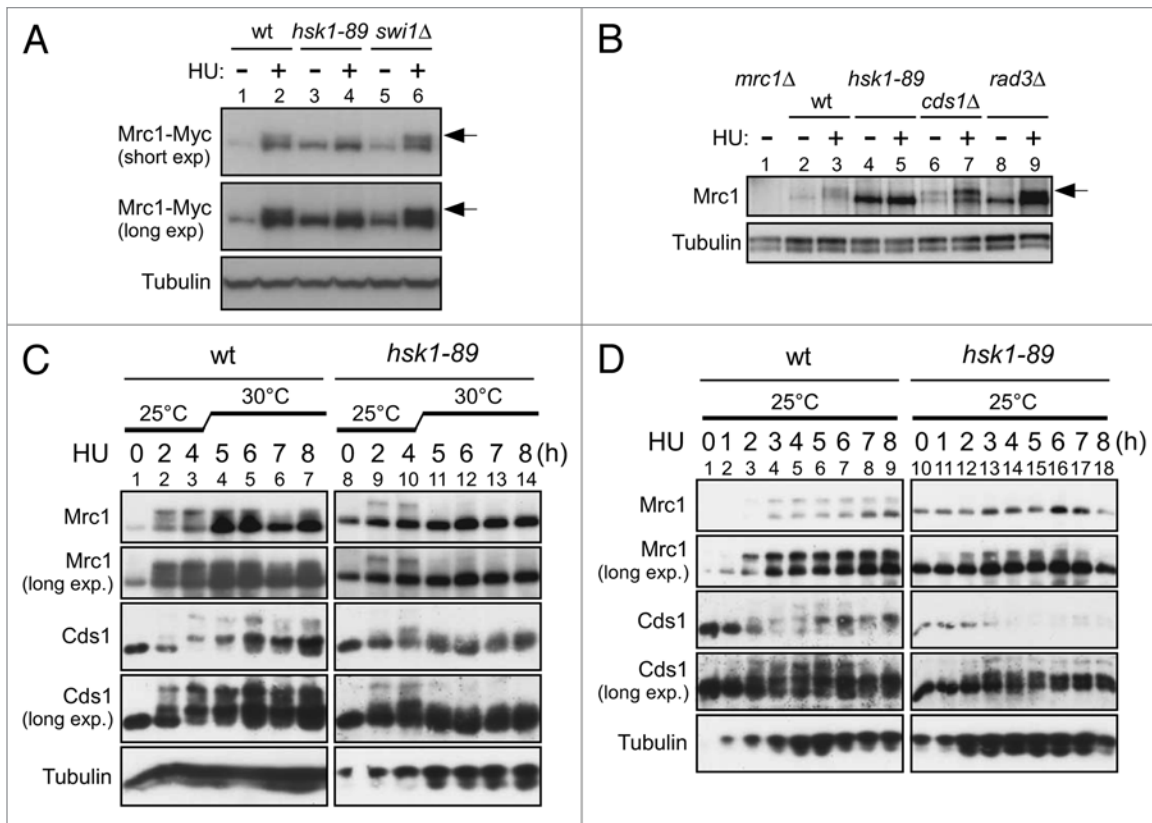 A
wt hsk1-89 swi1Δ
HU: - + - + - +
1 2 3 4 5 6
Mrc1-Myc
(short exp)
Mrc1-Myc
(long exp)
Tubulin
B
mrc1Δ hsk1-89 rad3Δ
wt cds1Δ
HU: - - + - + - + - +
1 2 3 4 5 6 7 8 9
Mrc1
Tubulin
C
wt hsk1-89
25°C 30°C 25°C 30°C
HU 0 2 4 5 6 7 8 0 2 4 5 6 7 8 (h)
1 2 3 4 5 6 7 8 9 10 11 12 13 14
Mrc1
Mrc1
(long exp.)
Cds1
Cds1
(long exp.)
Tubulin
D
wt hsk1-89
25°C 25°C
HU 0 1 2 3 4 5 6 7 8 0 1 2 3 4 5 6 7 8 (h)
1 2 3 4 5 6 7 8 9 10 11 12 13 14 15 16 17 18
Mrc1
Mrc1
(long exp.)
Cds1
Cds1
(long exp.)
Tubulin